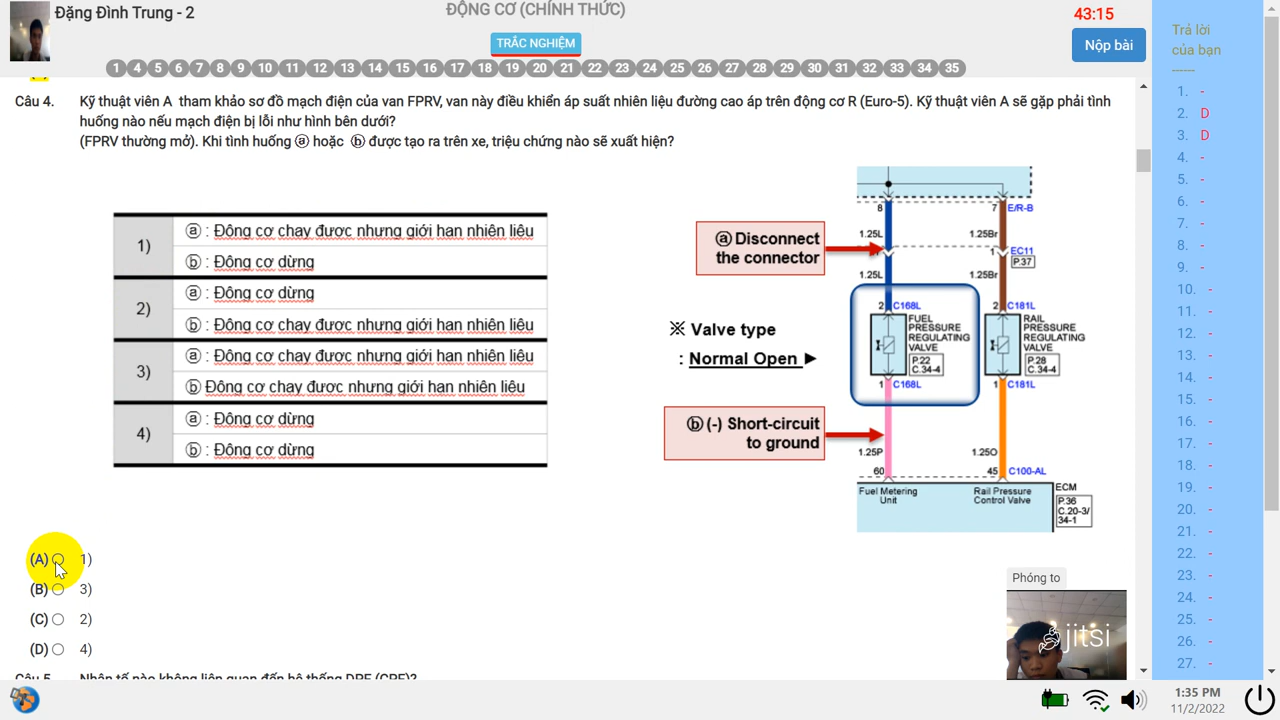 Đặng Đình Trung - 2
ĐỘNG CƠ (CHÍNH THỨC)
TRẮC NGHIỆM
43:15
Nộp bài
1 4 5 6 7 8 9 10 11 12 13 14 15 16 17 18 19 20 21 22 23 24 25 26 27 28 29 30 31 32 33 34 35
Câu 4. Kỹ thuật viên A tham khảo sơ đồ mạch điện của van FPRV, van này điều khiển áp suất nhiên liệu đường cao áp trên động cơ R (Euro-5). Kỹ thuật viên A sẽ gặp phải tình
huống nào nếu mạch điện bị lỗi như hình bên dưới?
(FPRV thường mở). Khi tình huống ⓐ hoặc ⓑ được tạo ra trên xe, triệu chứng nào sẽ xuất hiện?
1)
ⓐ : Động cơ chạy được nhưng giới hạn nhiên liệu
ⓑ : Động cơ dừng
2)
ⓐ : Động cơ dừng
ⓑ : Động cơ chạy được nhưng giới hạn nhiên liệu
3)
ⓐ : Động cơ chạy được nhưng giới hạn nhiên liệu
ⓑ Động cơ chạy được nhưng giới hạn nhiên liệu
4)
ⓐ : Động cơ dừng
ⓑ : Động cơ dừng
ⓐ Disconnect
the connector
※ Valve type
: Normal Open ►
ⓑ (-) Short-circuit
to ground
8 7 E/R-B
1.25L 1.25Br
1 EC11
P.37
1.25L 1.25Br
2 C168L 2 C181L
FUEL
PRESSURE
REGULATING
VALVE
P.22
C.34-4
RAIL
PRESSURE
REGULATING
VALVE
P.28
C.34-4
1 C168L 1 C181L
1.25P 1.25O
60 45 C100-AL
Fuel Metering
Unit
Rail Pressure
Control Valve
ECM
P.36
C.20-3/
34-1
(A) 1)
(B) 3)
(C) 2)
(D) 4)
Câu 5. Nhân tố nào không liên quan đến hệ thống DPF (CPF)?
Phóng to
jitsi
Trả lời
của bạn
------
1. -
2. D
3. D
4. -
5. -
6. -
7. -
8. -
9. -
10. -
11. -
12. -
13. -
14. -
15. -
16. -
17. -
18. -
19. -
20. -
21. -
22. -
23. -
24. -
25. -
26. -
27. -
1:35 PM
11/2/2022